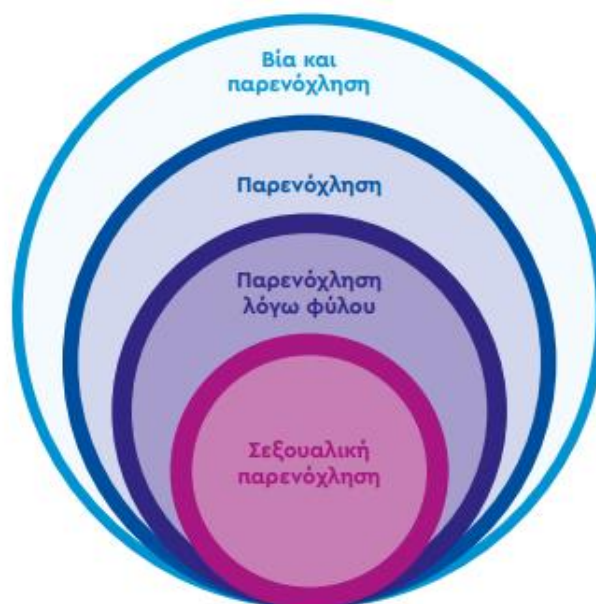 Βία και
παρενόχληση
Παρενόχληση
Παρενόχληση
λόγω φύλου
Σεξουαλική
παρενόχληση